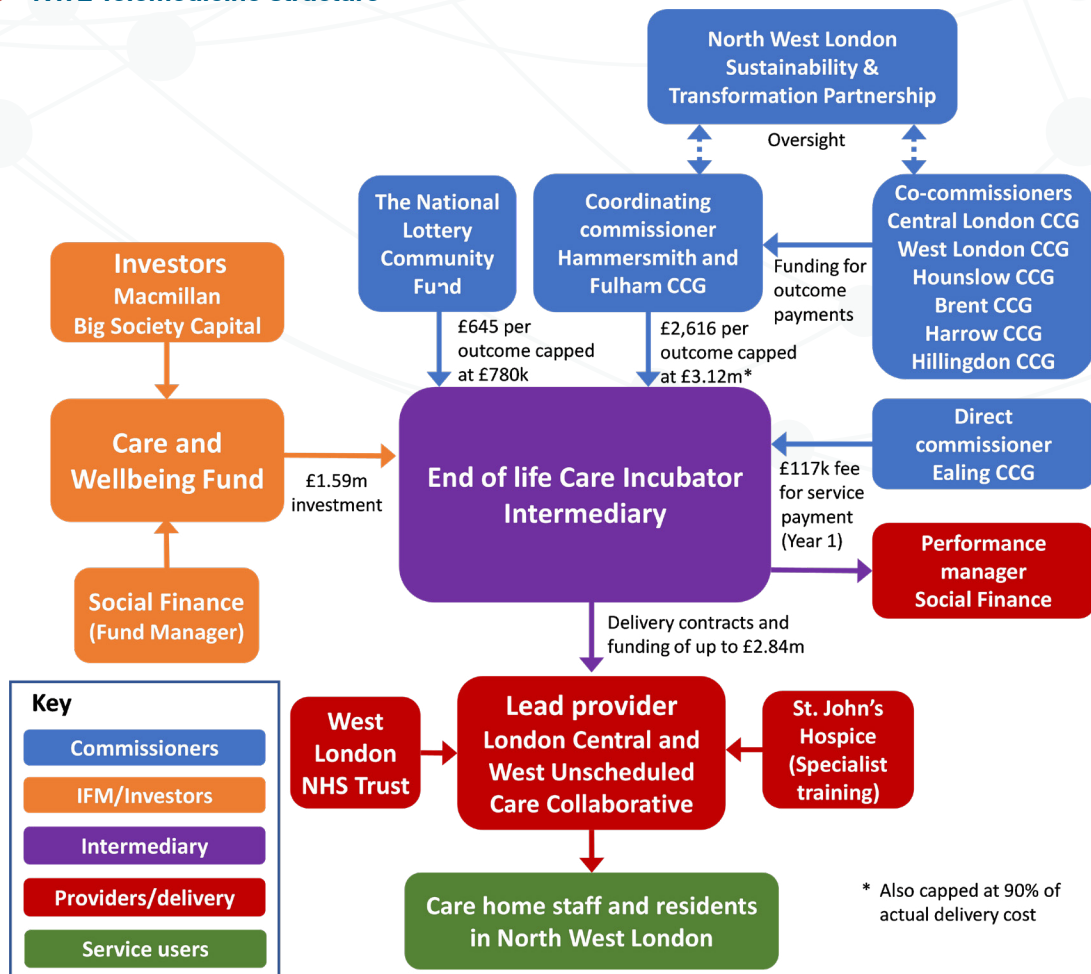 North West London
Sustainability &
Transformation Partnership
Oversight
The National
Lottery
Community
Fund
Coordinating
commissioner
Hammersmith and
Fulham CCG
Co-commissioners
Central London CCG
West London CCG
Hounslow CCG
Brent CCG
Harrow CCG
Hillingdon CCG
Funding for
outcome
payments
Investors
Macmillan
Big Society Capital
£645 per
outcome capped
at £780k
£2,616 per
outcome capped
at £3.12m*
Care and
Wellbeing Fund
£1.59m
investment
End of life Care Incubator
Intermediary
Direct
commissioner
Ealing CCG
£117k fee
for service
payment
(Year 1)
Performance
manager
Social Finance
Social Finance
(Fund Manager)
Delivery contracts and
funding of up to £2.84m
Key
Commissioners
IFM/Investors
Intermediary
Providers/delivery
Service users
West
London
NHS Trust
Lead provider
London Central and
West Unscheduled
Care Collaborative
St. John's
Hospice
(Specialist
training)
Care home staff and residents
in North West London
* Also capped at 90% of
actual delivery cost